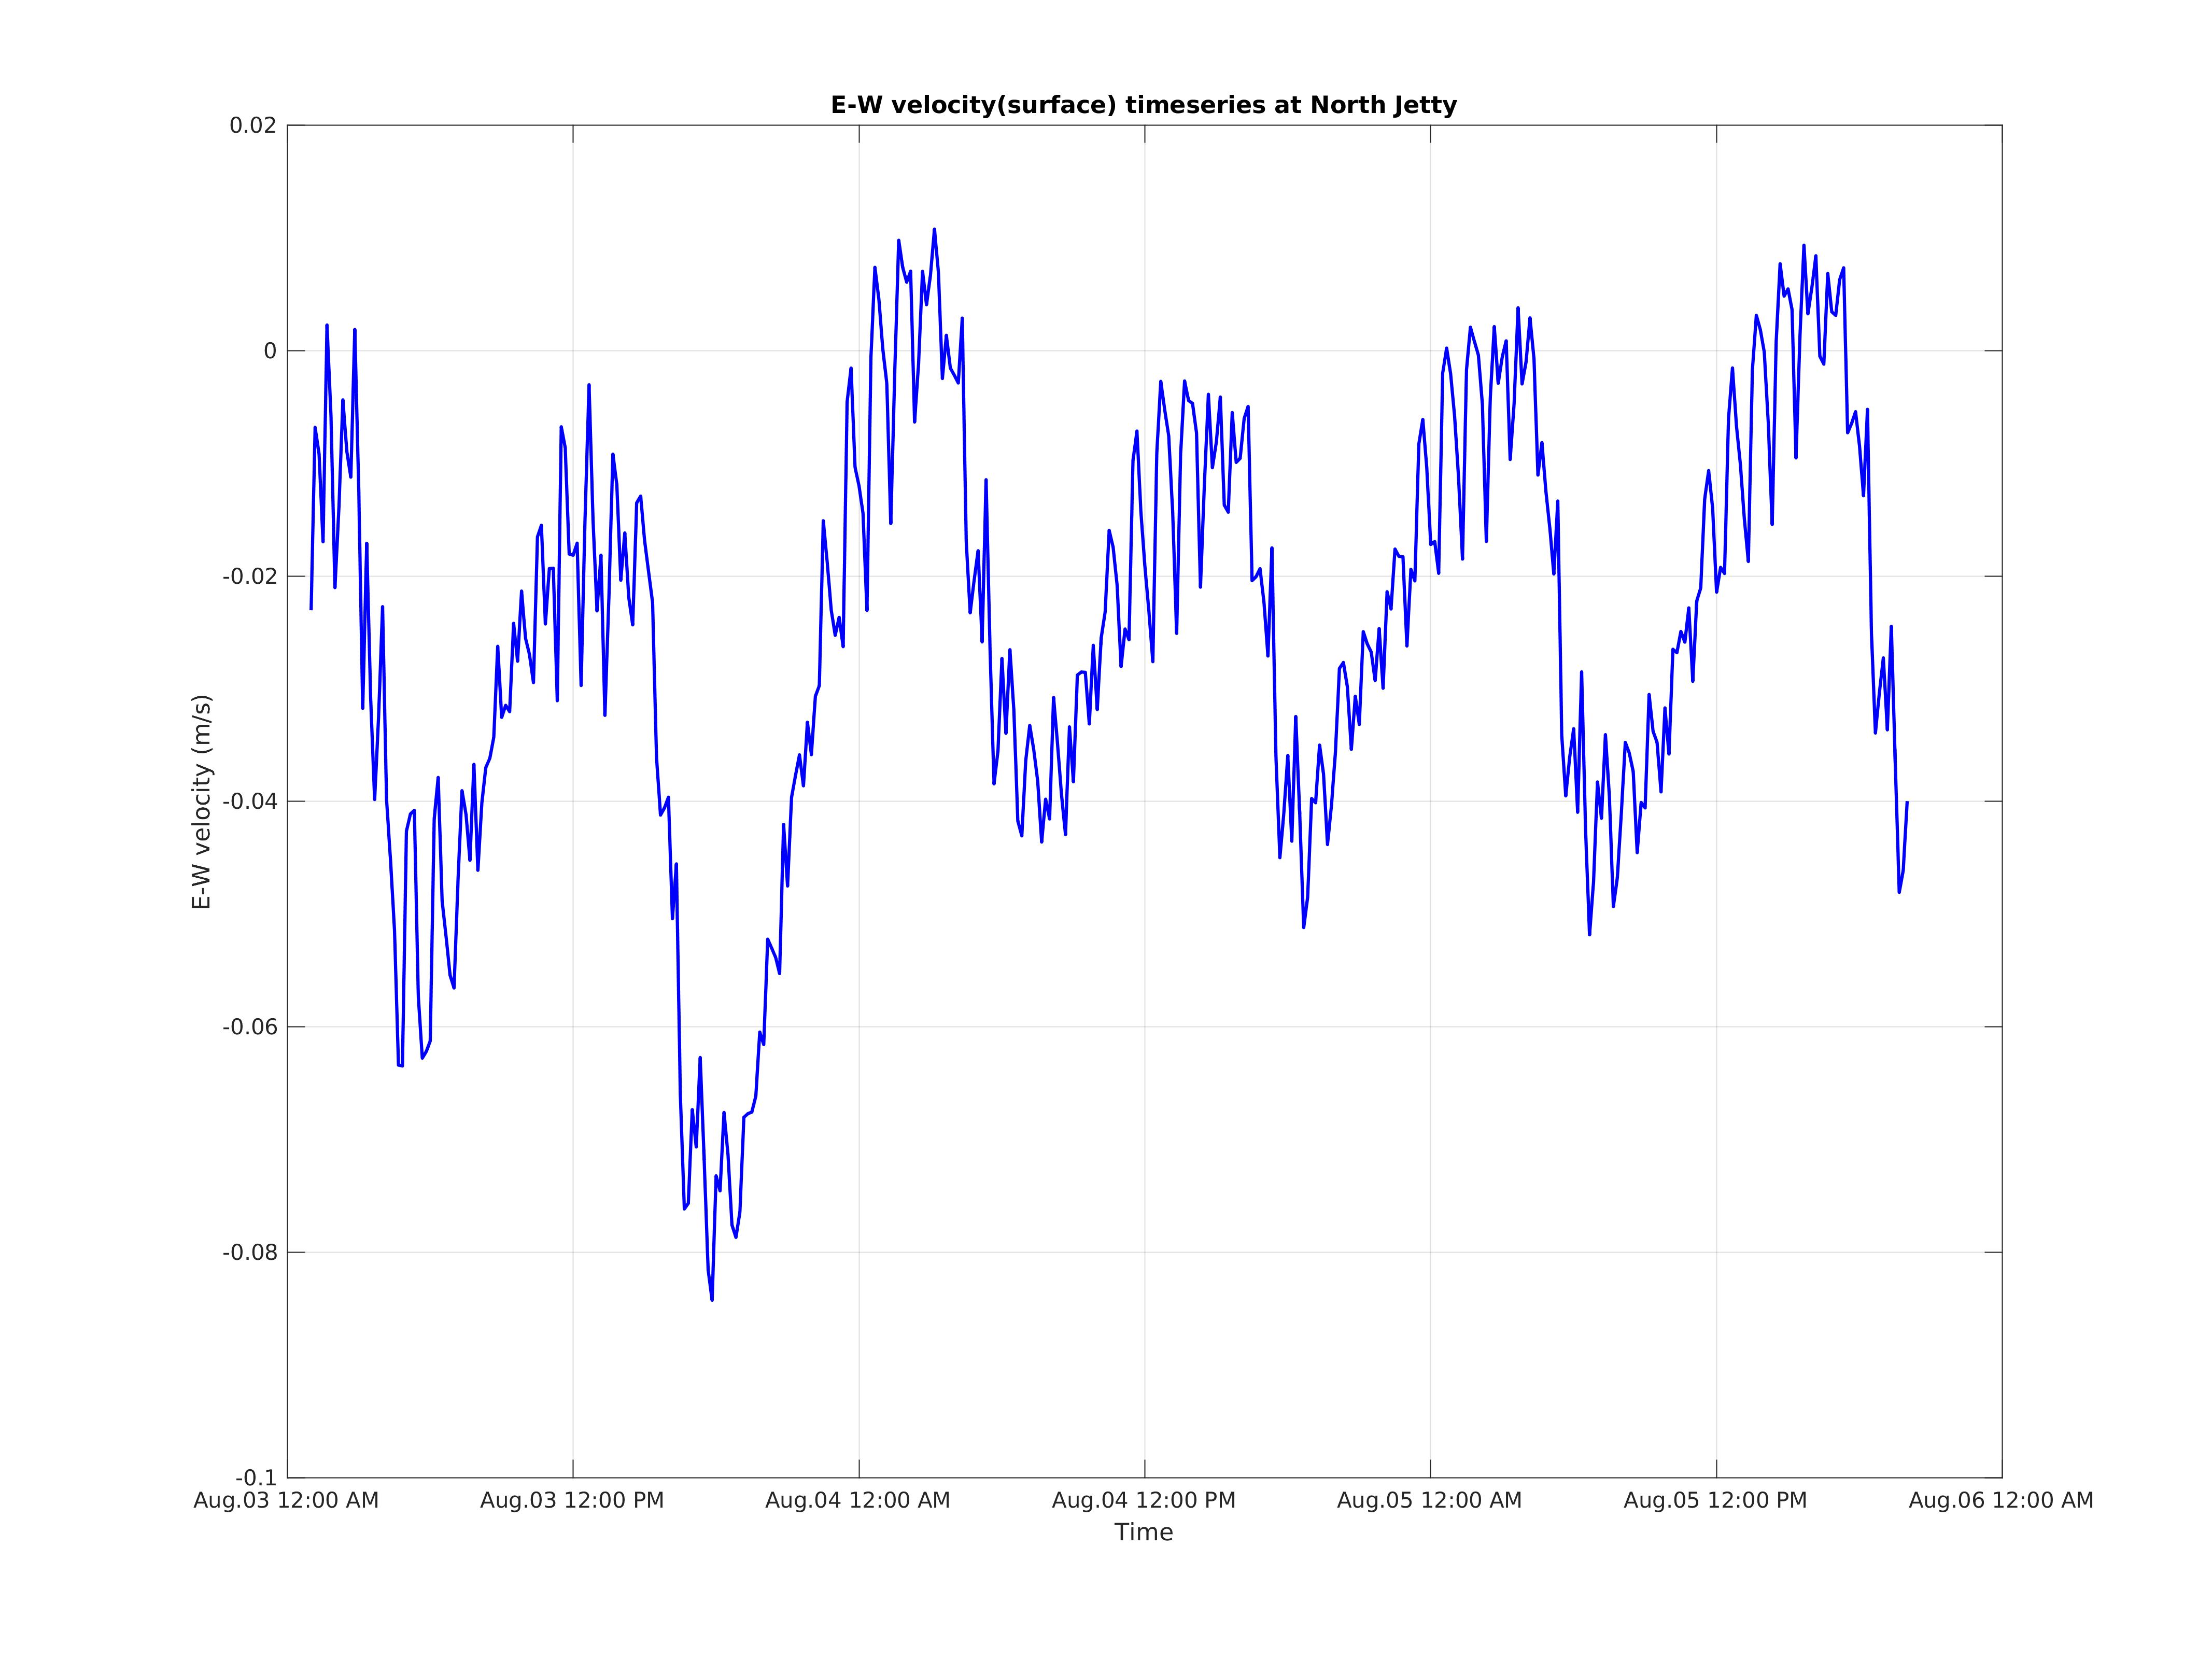 E-W velocity(surface) timeseries at North Jetty
0.02
0
-0.02
-0.04
-0.06
-0.08
-0.1
E-W velocity (m/s)
Aug.03 12:00 AM Aug.03 12:00 PM Aug.04 12:00 AM Aug.04 12:00 PM Aug.05 12:00 AM Aug.05 12:00 PM Aug.06 12:00 AM
Time